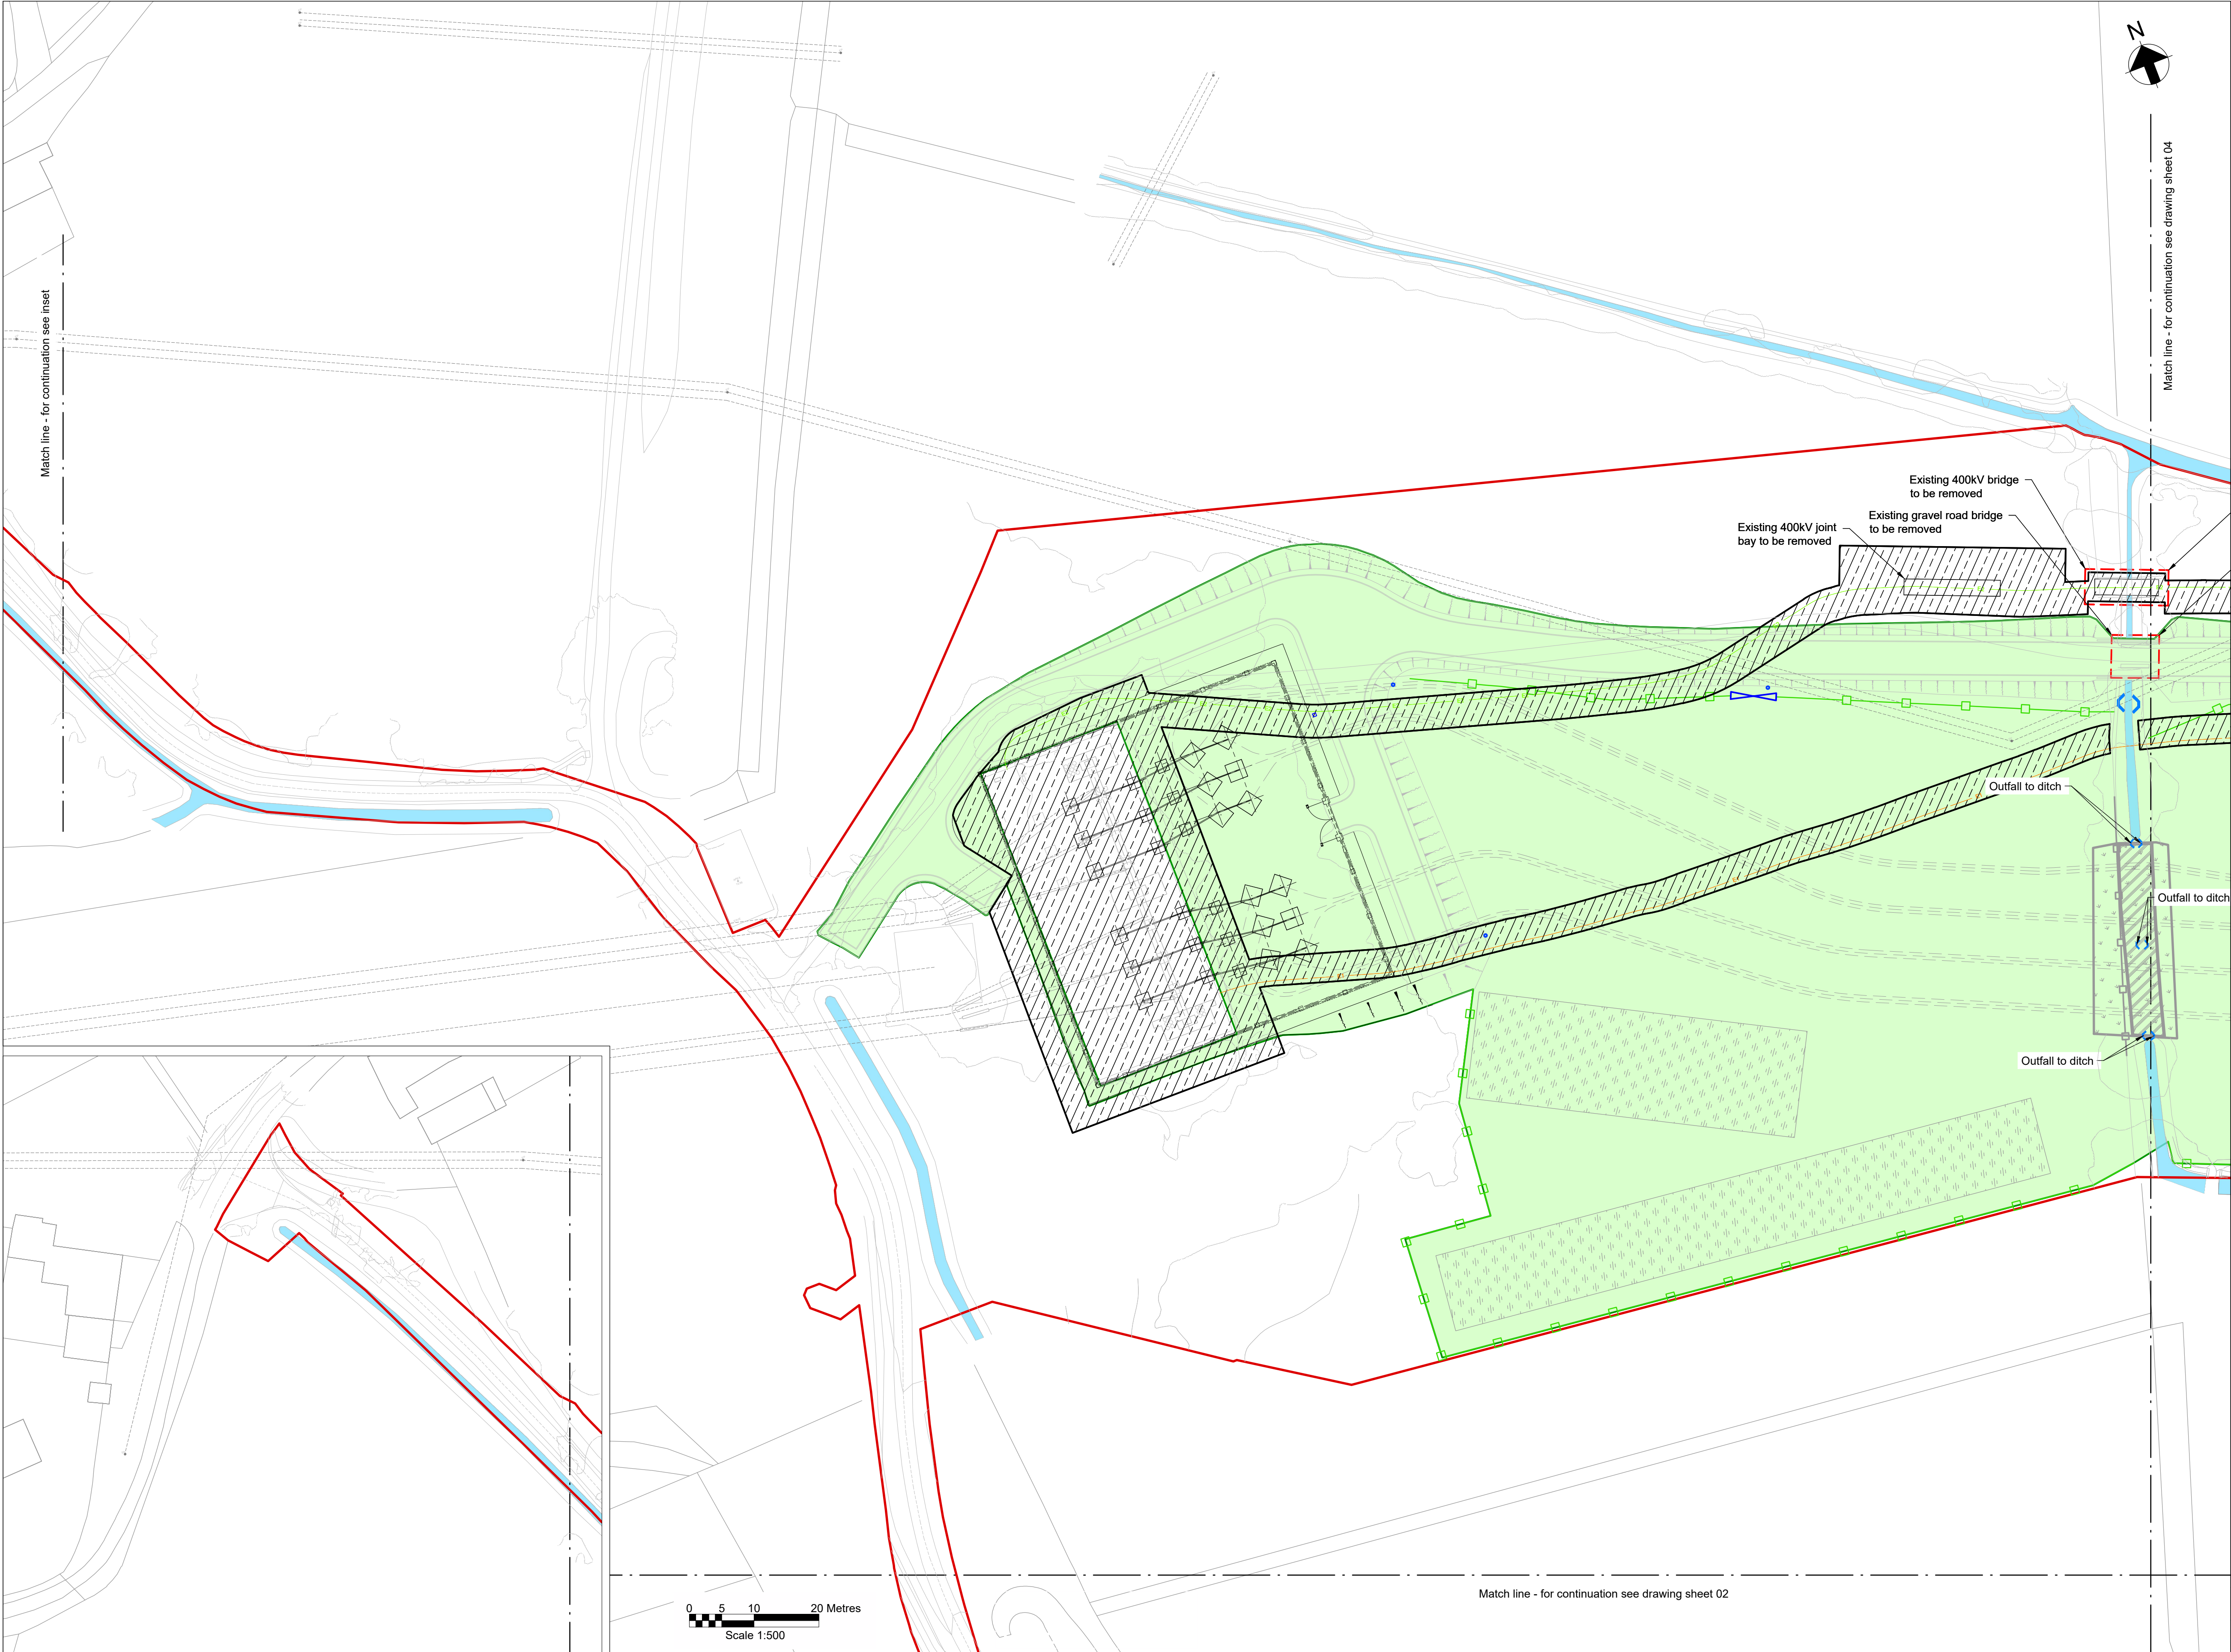 N
Match line - for continuation see drawing sheet 04
Match line - for continuation see inset
Existing 400kV bridge
to be removed
Existing gravel road bridge
to be removed
Existing 400kV joint
bay to be removed
Outfall to ditch
Outfall to ditch
Outfall to ditch
Match line - for continuation see drawing sheet 02
0 5 10 20 Metres
Scale 1:500